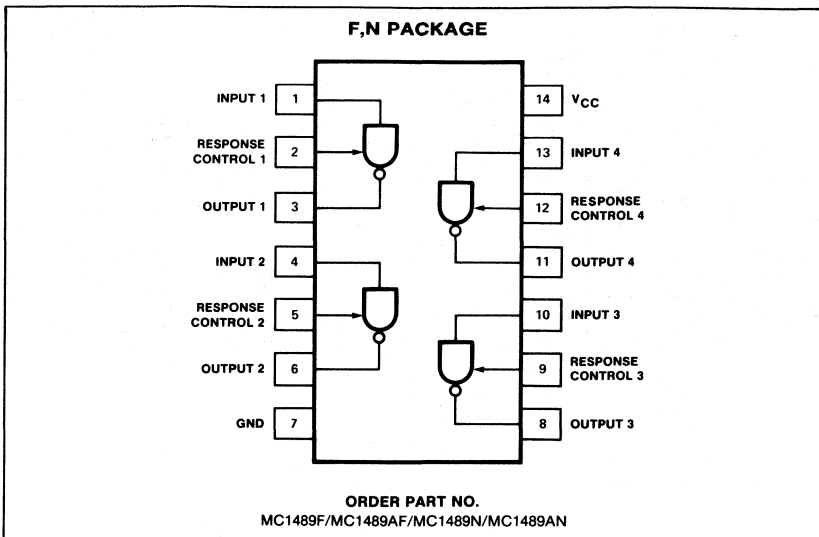 F,N PACKAGE
INPUT 1 1
RESPONSE
CONTROL 1 2
OUTPUT 1 3
INPUT 2 4
RESPONSE
CONTROL 2 5
OUTPUT 2 6
GND 7
14 VCC
13 INPUT 4
12 RESPONSE
CONTROL 4
11 OUTPUT 4
10 INPUT 3
9 RESPONSE
CONTROL 3
8 OUTPUT 3
ORDER PART NO.
MC1489F/MC1489AF/MC1489N/MC1489AN